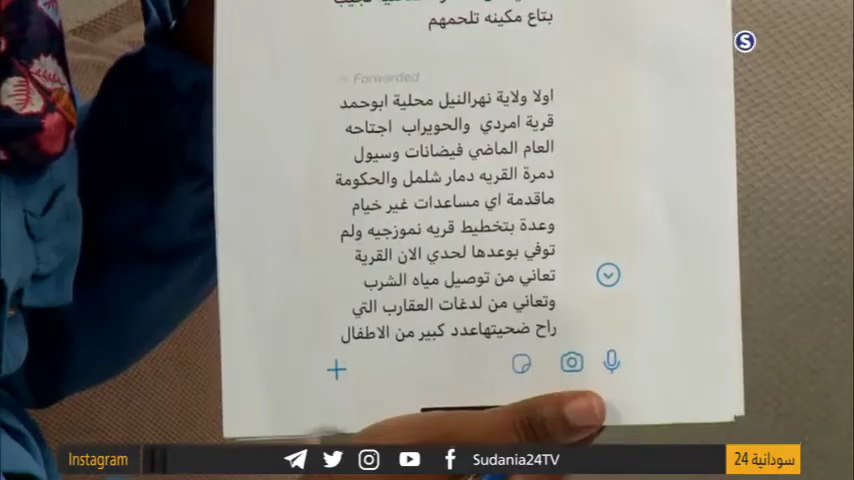 بتاع مكينه تلحمهم
Forwarded
اولا ولاية نهرالنيل محلية ابوحمد
قرية امردي والحويراب اجتاحه
العام الماضي فيضانات وسيول
دمرة القريه دمار شلمل والحكومة
ماقدمة اي مساعدات غير خيام
وعدة بتخطيط قريه نموزجيه ولم
توفي بوعدها لحدي الان القرية
تعاني من توصيل مياه الشرب
وتعاني من لدغات العقارب التي
راح ضحيتهاعدد كبير من الاطفال
S
Instagram
Sudania24TV
سودانية 24